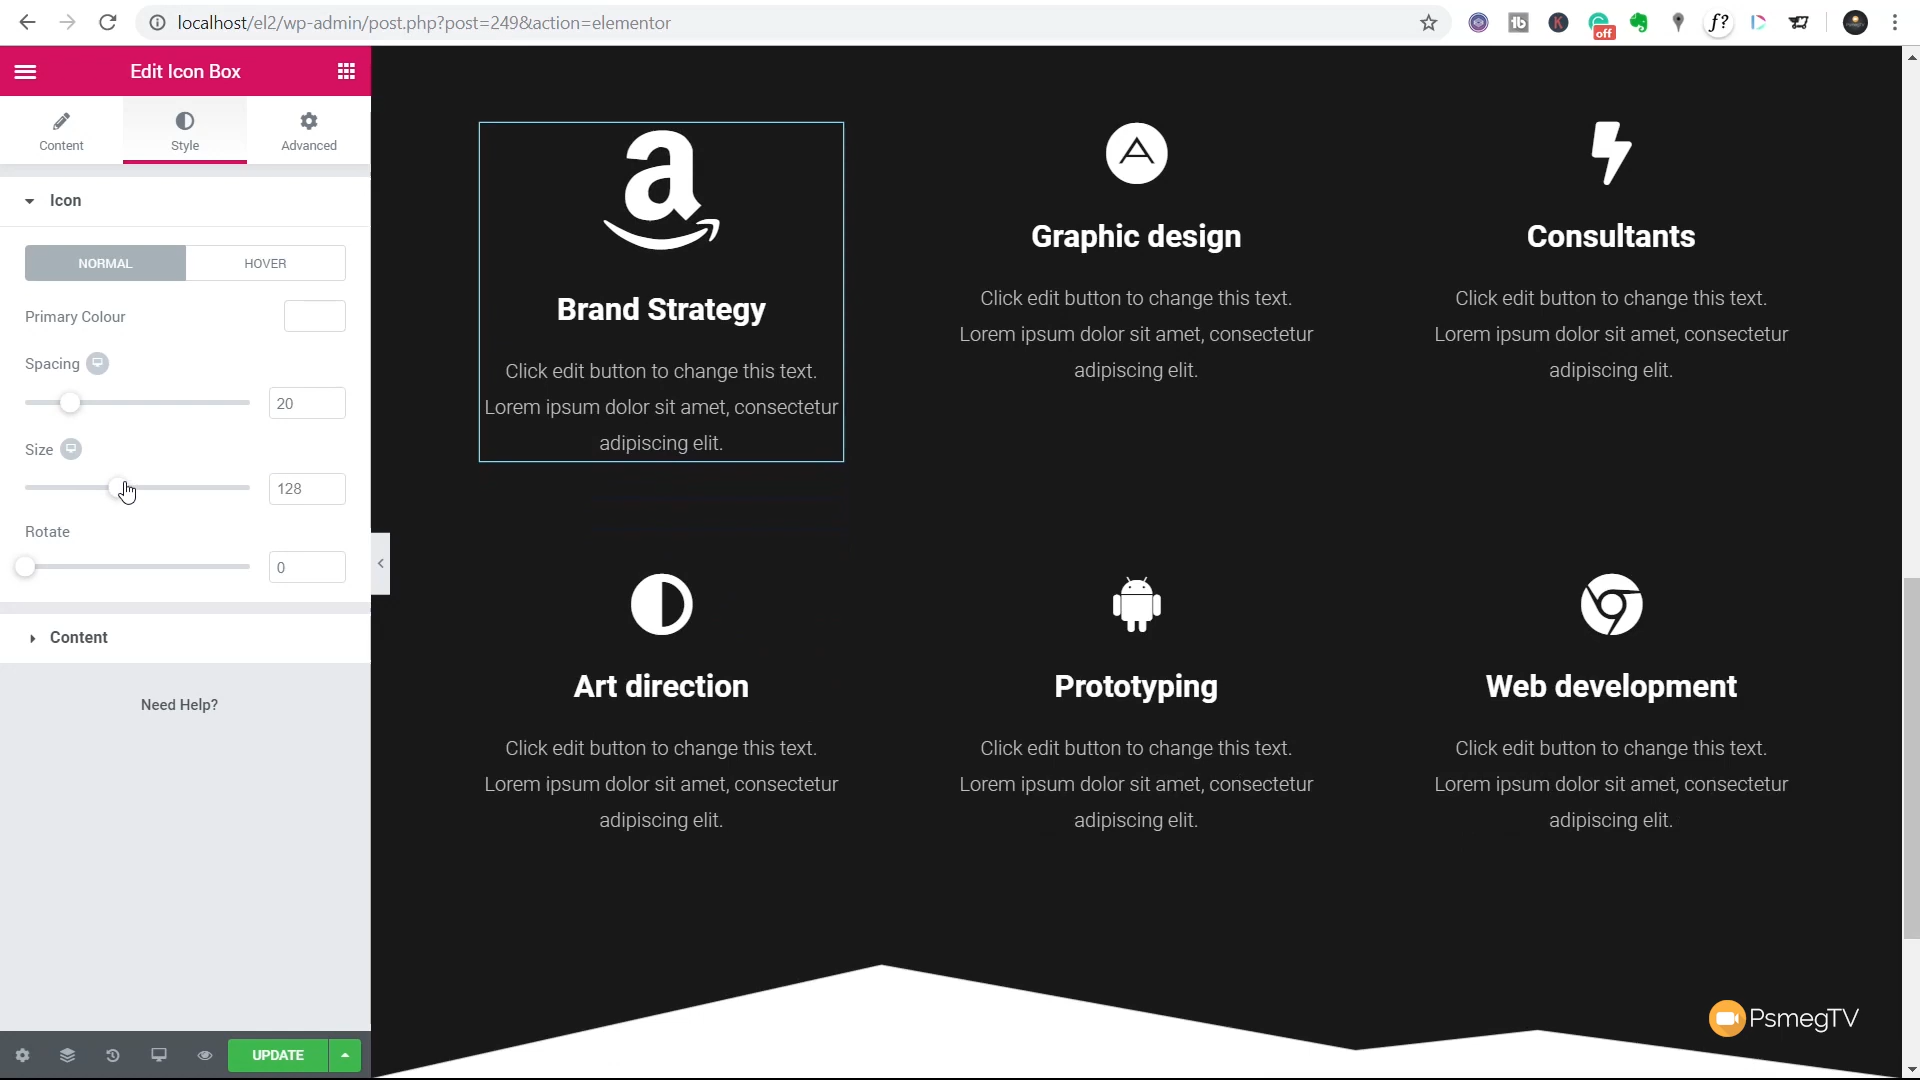 localhost/el2/wp-admin/post.php?post=249&action=elementor
1b
K
off
f?
Edit Icon Box
Content
Style
Advanced
Icon
NORMAL
HOVER
Primary Colour
Spacing
20
Size
128
Rotate
0
Content
Need Help?
UPDATE
a
Brand Strategy
Click edit button to change this text.
Lorem ipsum dolor sit amet, consectetur
adipiscing elit.
Graphic design
Click edit button to change this text.
Lorem ipsum dolor sit amet, consectetur
adipiscing elit.
Consultants
Click edit button to change this text.
Lorem ipsum dolor sit amet, consectetur
adipiscing elit.
Art direction
Click edit button to change this text.
Lorem ipsum dolor sit amet, consectetur
adipiscing elit.
Prototyping
Click edit button to change this text.
Lorem ipsum dolor sit amet, consectetur
adipiscing elit.
Web development
Click edit button to change this text.
Lorem ipsum dolor sit amet, consectetur
adipiscing elit.
PsmegTV